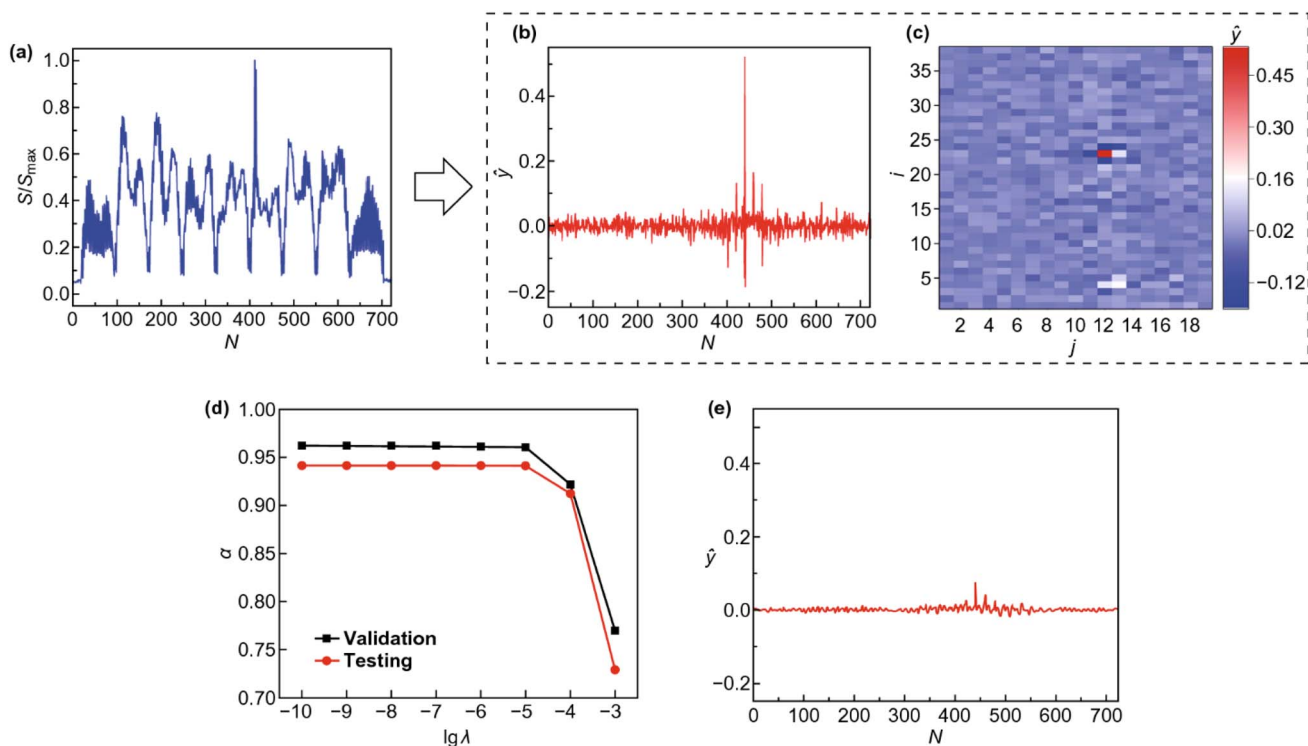 (a)
S/Smax
1.0
0.8
0.6
0.4
0.2
0.0
0 100 200 300 400 500 600 700
N
(b)
ŷ
0.4
0.2
0.0
−0.2
0 100 200 300 400 500 600 700
N
(c)
i
35
30
25
20
15
10
5
2 4 6 8 10 12 14 16 18
j
ŷ
0.45
0.30
0.16
0.02
−0.12
(d)
α
1.00
0.95
0.90
0.85
0.80
0.75
0.70
Validation
Testing
−10 −9 −8 −7 −6 −5 −4 −3
lg λ
(e)
ŷ
0.4
0.2
0.0
−0.2
0 100 200 300 400 500 600 700
N